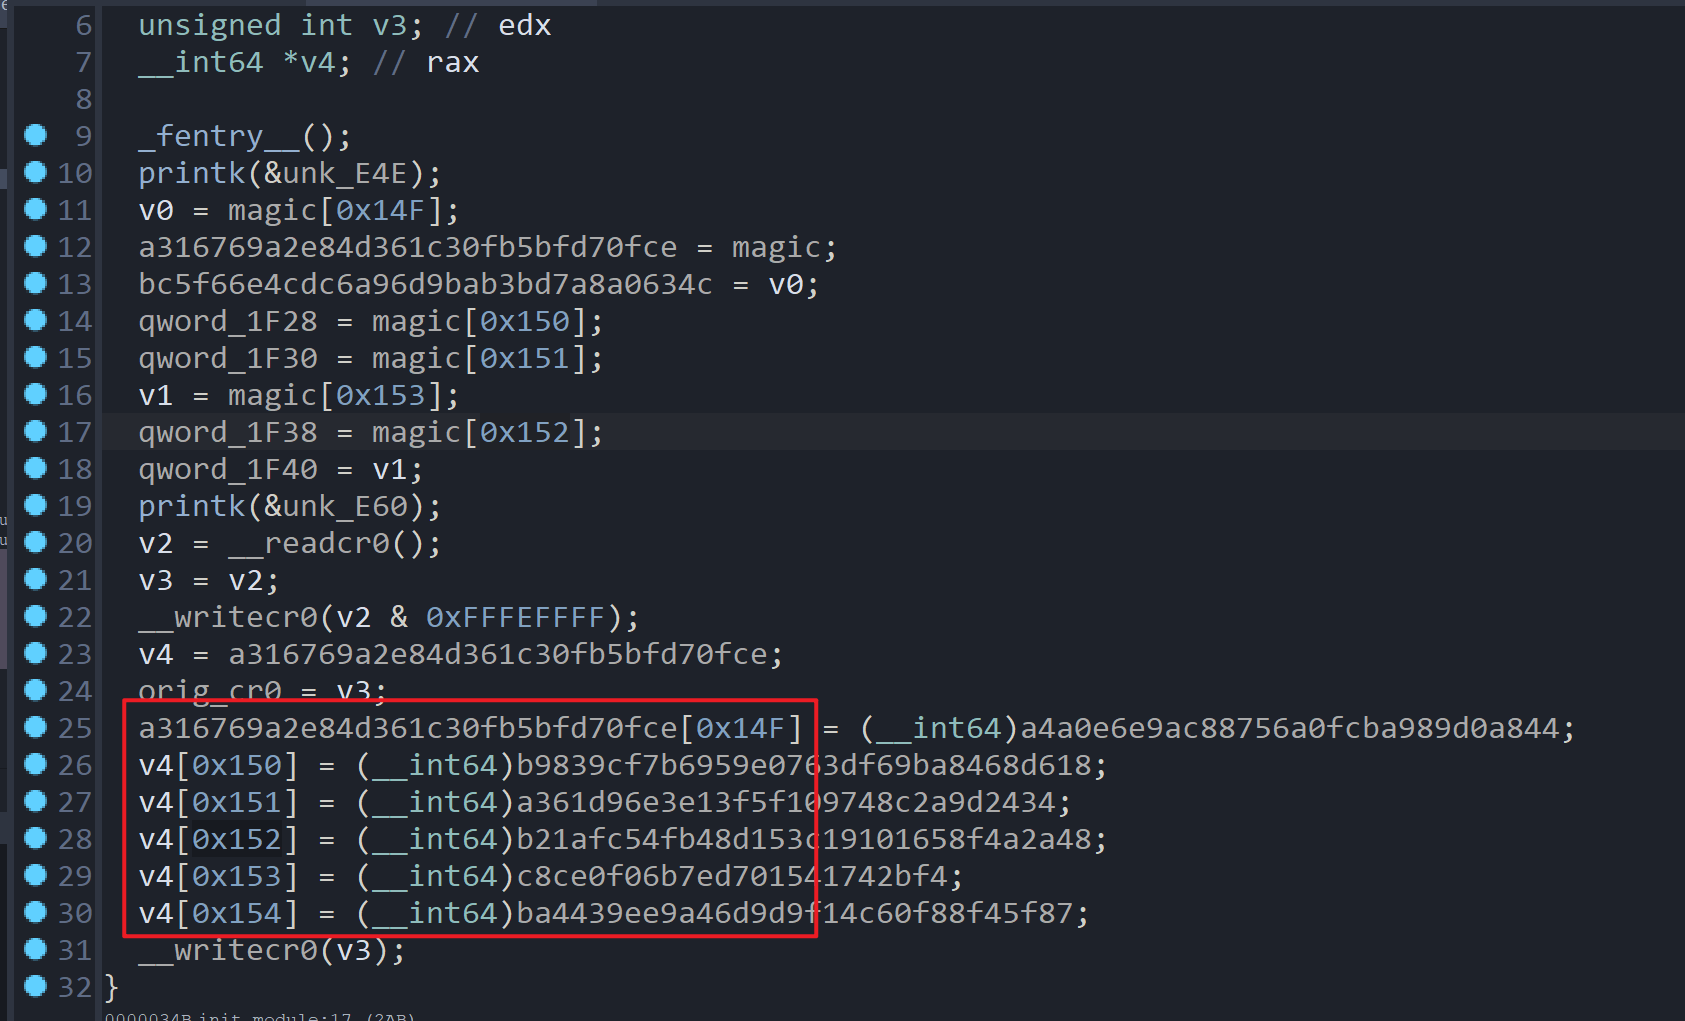 6 unsigned int v3; // edx
7 __int64 *v4; // rax
8
9 _fentry__();
10 printk(&unk_E4E);
11 v0 = magic[0x14F];
12 a316769a2e84d361c30fb5bfd70fce = magic;
13 bc5f66e4cdc6a96d9bab3bd7a8a0634c = v0;
14 qword_1F28 = magic[0x150];
15 qword_1F30 = magic[0x151];
16 v1 = magic[0x153];
17 qword_1F38 = magic[0x152];
18 qword_1F40 = v1;
19 printk(&unk_E60);
20 v2 = __readcr0();
21 v3 = v2;
22 __writecr0(v2 & 0xFFFEFFFF);
23 v4 = a316769a2e84d361c30fb5bfd70fce;
24 orig_cr0 = v3;
25 a316769a2e84d361c30fb5bfd70fce[0x14F] = (__int64)a4a0e6e9ac88756a0fcba989d0a844;
26 v4[0x150] = (__int64)b9839cf7b6959e0763df69ba8468d618;
27 v4[0x151] = (__int64)a361d96e3e13f5f109748c2a9d2434;
28 v4[0x152] = (__int64)b21afc54fb48d153c19101658f4a2a48;
29 v4[0x153] = (__int64)c8ce0f06b7ed701541742bf4;
30 v4[0x154] = (__int64)ba4439ee9a46d9d9f14c60f88f45f87;
31 __writecr0(v3);
32 }
0000034B init_module:17 (2AB)